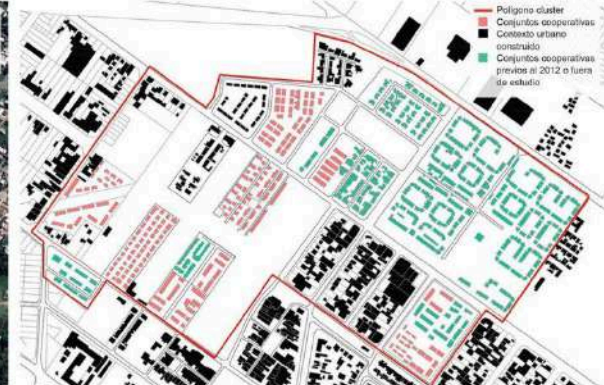 Polígono cluster
Conjuntos cooperativas
Contexto urbano
construido
Conjuntos cooperativas
previos al 2012 o fuera
de estudio